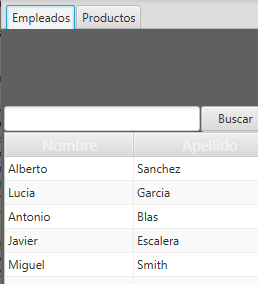 Empleados Productos
Buscar
Nombre Apellido
Alberto Sanchez
Lucia Garcia
Antonio Blas
Javier Escalera
Miguel Smith